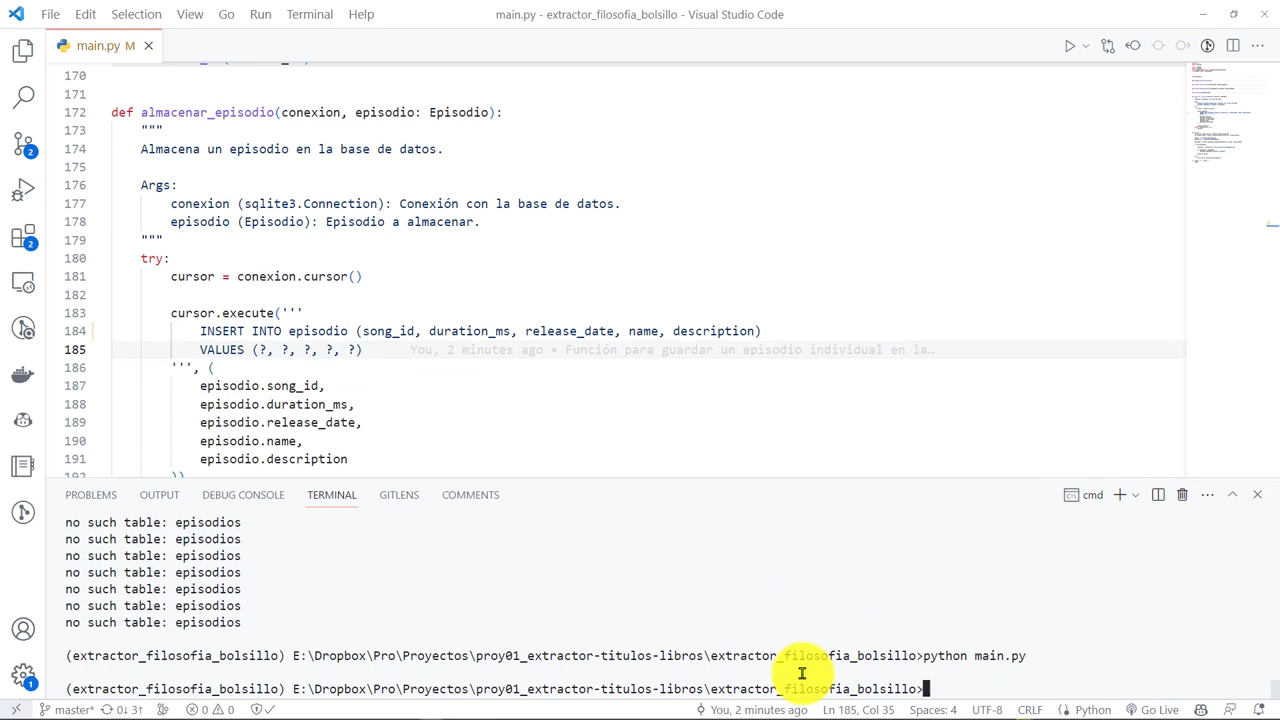 File Edit Selection View Go Run Terminal Help
main.py - extractor_filosofia_bolsillo - Visual Studio Code
main.py M
170
171
172 def almacenar_episodio(conexion, episodio):
173 """
174 Almacena un episodio en la base de datos.
175
176 Args:
177 conexion (sqlite3.Connection): Conexión con la base de datos.
178 episodio (Episodio): Episodio a almacenar.
179 """
180 try:
181 cursor = conexion.cursor()
182
183 cursor.execute('''
184 INSERT INTO episodio (song_id, duration_ms, release_date, name, description)
185 VALUES (?, ?, ?, ?, ?) You, 2 minutes ago • Función para guardar un episodio individual en la…
186 ''', (
187 episodio.song_id,
188 episodio.duration_ms,
189 episodio.release_date,
190 episodio.name,
191 episodio.description
192 ))
2
2
1
PROBLEMS OUTPUT DEBUG CONSOLE TERMINAL GITLENS COMMENTS
cmd
no such table: episodios
no such table: episodios
no such table: episodios
no such table: episodios
no such table: episodios
no such table: episodios
no such table: episodios
(extractor_filosofia_bolsillo) E:\Dropbox\Pro\Proyectos\proy01_extractor-titulos-libros\extractor_filosofia_bolsillo>python main.py
(extractor_filosofia_bolsillo) E:\Dropbox\Pro\Proyectos\proy01_extractor-titulos-libros\extractor_filosofia_bolsillo>
master* 0↓ 3↑ 0 0 You, 2 minutes ago Ln 185, Col 35 Spaces: 4 UTF-8 CRLF Python Go Live